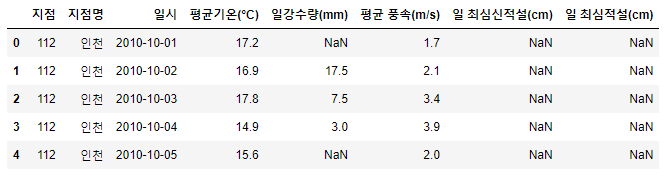 지점 지점명 일시 평균기온(°C) 일강수량(mm) 평균 풍속(m/s) 일 최심신적설(cm) 일 최심적설(cm)
0 112 인천 2010-10-01 17.2 NaN 1.7 NaN NaN
1 112 인천 2010-10-02 16.9 17.5 2.1 NaN NaN
2 112 인천 2010-10-03 17.8 7.5 3.4 NaN NaN
3 112 인천 2010-10-04 14.9 3.0 3.9 NaN NaN
4 112 인천 2010-10-05 15.6 NaN 2.0 NaN NaN